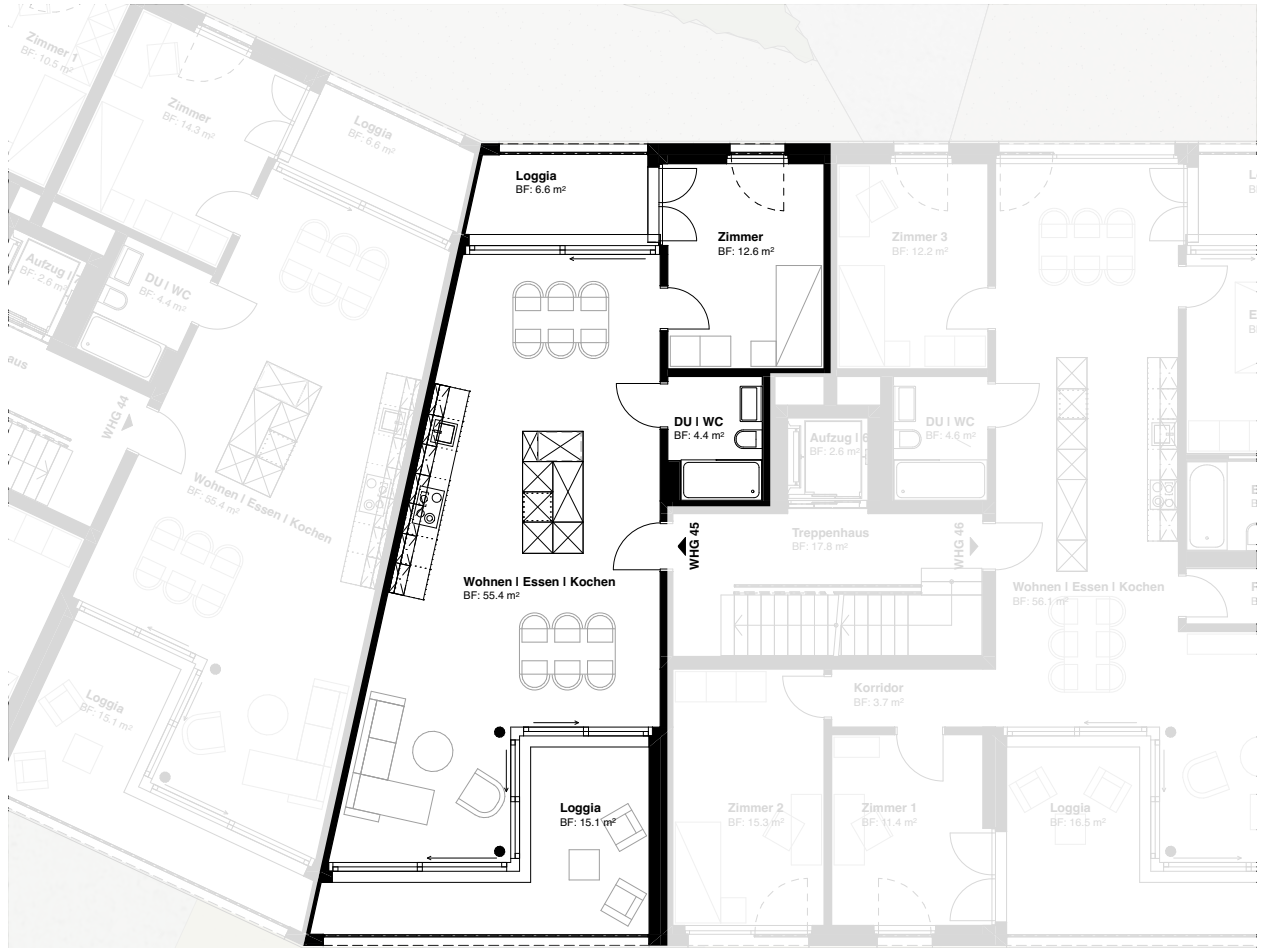 Zimmer 1
BF: 10.5 m²
Zimmer
BF: 14.3 m²
Loggia
BF: 6.6 m²
Aufzug |
BF: 2.6 m²
DU | WC
BF: 4.4 m²
aus
WHG 44
Wohnen | Essen | Kochen
BF: 55.4 m²
Loggia
BF: 15.1 m²
Loggia
BF: 6.6 m²
Zimmer
BF: 12.6 m²
DU | WC
BF: 4.4 m²
WHG 45
Wohnen | Essen | Kochen
BF: 55.4 m²
Loggia
BF: 15.1 m²
Zimmer 3
BF: 12.2 m²
Aufzug | 6
BF: 2.6 m²
DU | WC
BF: 4.6 m²
Treppenhaus
BF: 17.8 m²
WHG 46
Wohnen | Essen | Kochen
BF: 56.1 m²
Korridor
BF: 3.7 m²
Zimmer 2
BF: 15.3 m²
Zimmer 1
BF: 11.4 m²
Loggia
BF: 16.5 m²